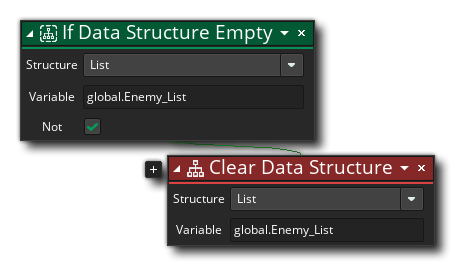 If Data Structure Empty
Structure List
Variable global.Enemy_List
Not
Clear Data Structure
Structure List
Variable global.Enemy_List